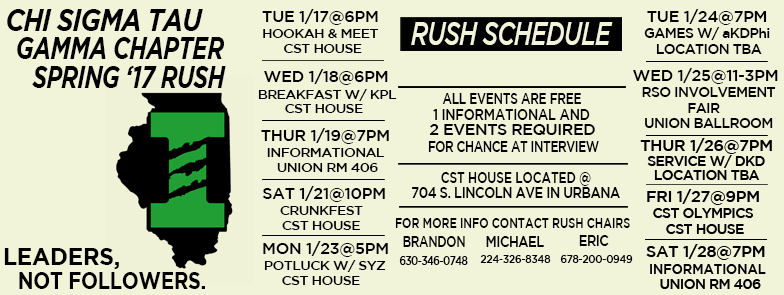 CHI SIGMA TAU
GAMMA CHAPTER
SPRING ‘17 RUSH
LEADERS,
NOT FOLLOWERS.
TUE 1/17@6PM
HOOKAH & MEET
CST HOUSE
WED 1/18@6PM
BREAKFAST W/ KPL
CST HOUSE
THUR 1/19@7PM
INFORMATIONAL
UNION RM 406
SAT 1/21@10PM
CRUNKFEST
CST HOUSE
MON 1/23@5PM
POTLUCK W/ SYZ
CST HOUSE
RUSH SCHEDULE
ALL EVENTS ARE FREE
1 INFORMATIONAL AND
2 EVENTS REQUIRED
FOR CHANCE AT INTERVIEW
CST HOUSE LOCATED @
704 S. LINCOLN AVE IN URBANA
FOR MORE INFO CONTACT RUSH CHAIRS
BRANDON MICHAEL ERIC
630-346-0748 224-326-8348 678-200-0949
TUE 1/24@7PM
GAMES W/ aKDPhi
LOCATION TBA
WED 1/25@11-3PM
RSO INVOLVEMENT
FAIR
UNION BALLROOM
THUR 1/26@7PM
SERVICE W/ DKD
LOCATION TBA
FRI 1/27@9PM
CST OLYMPICS
CST HOUSE
SAT 1/28@7PM
INFORMATIONAL
UNION RM 406